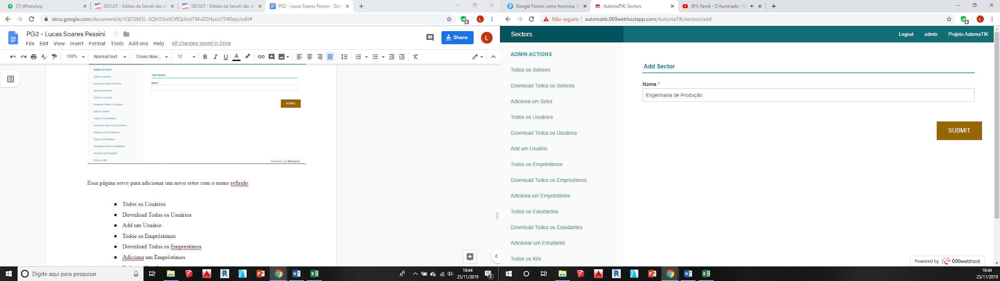 (7) WhatsApp
SECULT - Editais da Secult vão di
SECULT - Editais da Secult vão di
PG2 - Lucas Soares Pessini - Goo
docs.google.com/document/d/1QiC6M3L-SQhl33IxAOflQzhotTWuEDHyczr75If0qis/edit#
L
PG2 - Lucas Soares Pessini
File Edit View Insert Format Tools Add-ons Help All changes saved in Drive
Share
L
100% Normal text Times New... 12 B I U A
ADMIN ACTIONS
Todos os Setores
Download Todos os Setores
Adiciona um Setor
Todos os Usuários
Download Todos os Usuários
Add um Usuário
Todos os Empréstimos
Download Todos os Emprestimos
Adiciona um Empréstimos
Todos os Estudantes
Download Todos os Estudantes
Adicionar um Estudante
Todos os Kits
Add Sector
Name *
SUBMIT
Powered by 000webhost
Essa página serve para adicionar um novo setor com o nome refirido.
● Todos os Usuários
● Download Todos os Usuários
● Add um Usuário
● Todos os Empréstimos
● Download Todos os Emprestimos
● Adiciona um Empréstimos
Digite aqui para pesquisar
16:44
25/11/2019
2
Google Forms: como funciona, te
AutomaTIK: Sectors
(91) Xamã - O Iluminado - Yo
Não seguro
automatik.000webhostapp.com/AutomaTIK/sectors/add
0
L
Sectors
Logout admin Projeto AutomaTIK
ADMIN ACTIONS
Todos os Setores
Download Todos os Setores
Adiciona um Setor
Todos os Usuários
Download Todos os Usuários
Add um Usuário
Todos os Empréstimos
Download Todos os Emprestimos
Adiciona um Empréstimos
Todos os Estudantes
Download Todos os Estudantes
Adicionar um Estudante
Todos os Kits
Add Sector
Name *
Engenharia de Produção
SUBMIT
Powered by 000webhost
16:44
25/11/2019